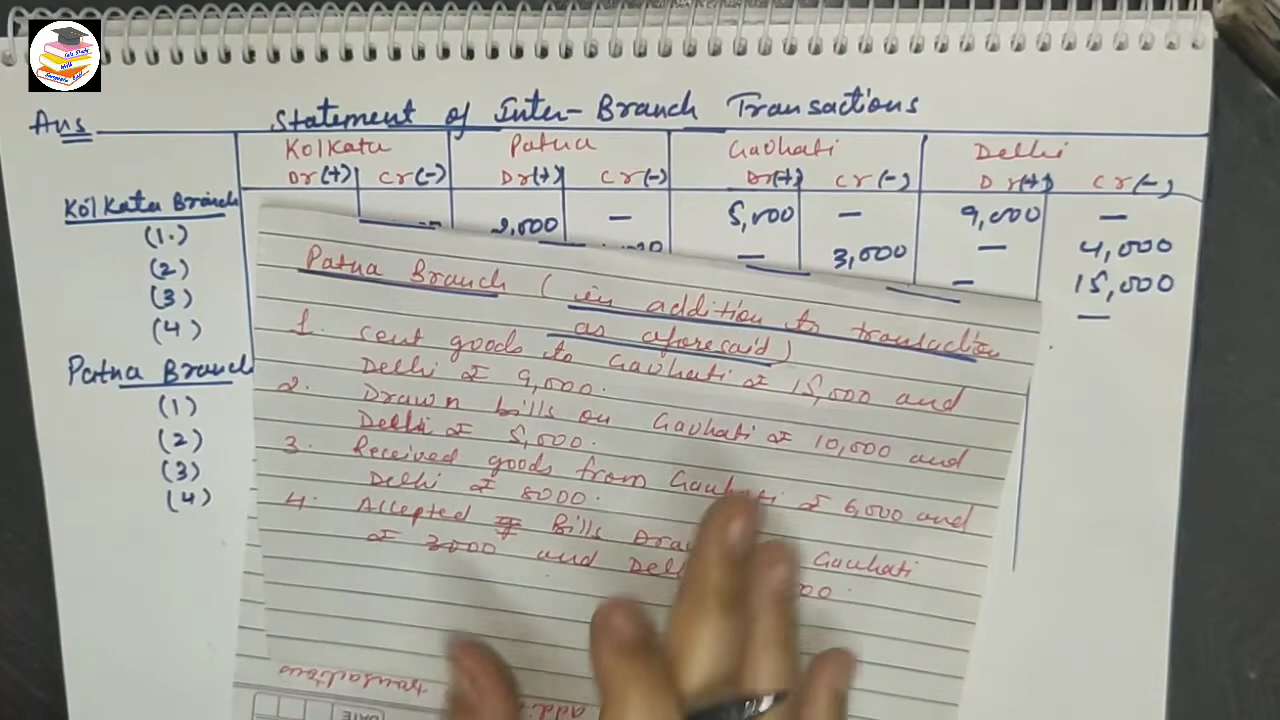 Ans Statement of Inter-Branch Transactions
Kolkata Patna Gauhati Delhi
Dr(+) Cr(-) Dr(+) Cr(-) Dr(+) Cr(-) Dr(+) Cr(-)
Kolkata Branch
(1.) 2,000 — 5,000 — 9,000 —
(2) — 3,000 — 4,000
(3) — 15,000
(4) —
Patna Branch
(1)
(2)
(3)
(4)
Patna Branch (in addition to transaction
as aforesaid)
1. sent goods to Gauhati ₹ 15,000 and
Delhi ₹ 9,000.
2. Drawn bills on Gauhati ₹ 10,000 and
Delhi ₹ 5,000.
3. Received goods from Gauhati ₹ 6,000 and
Delhi ₹ 8000.
4. Accepted Bills Gauhati
₹ 3000 and
transactions
DATE